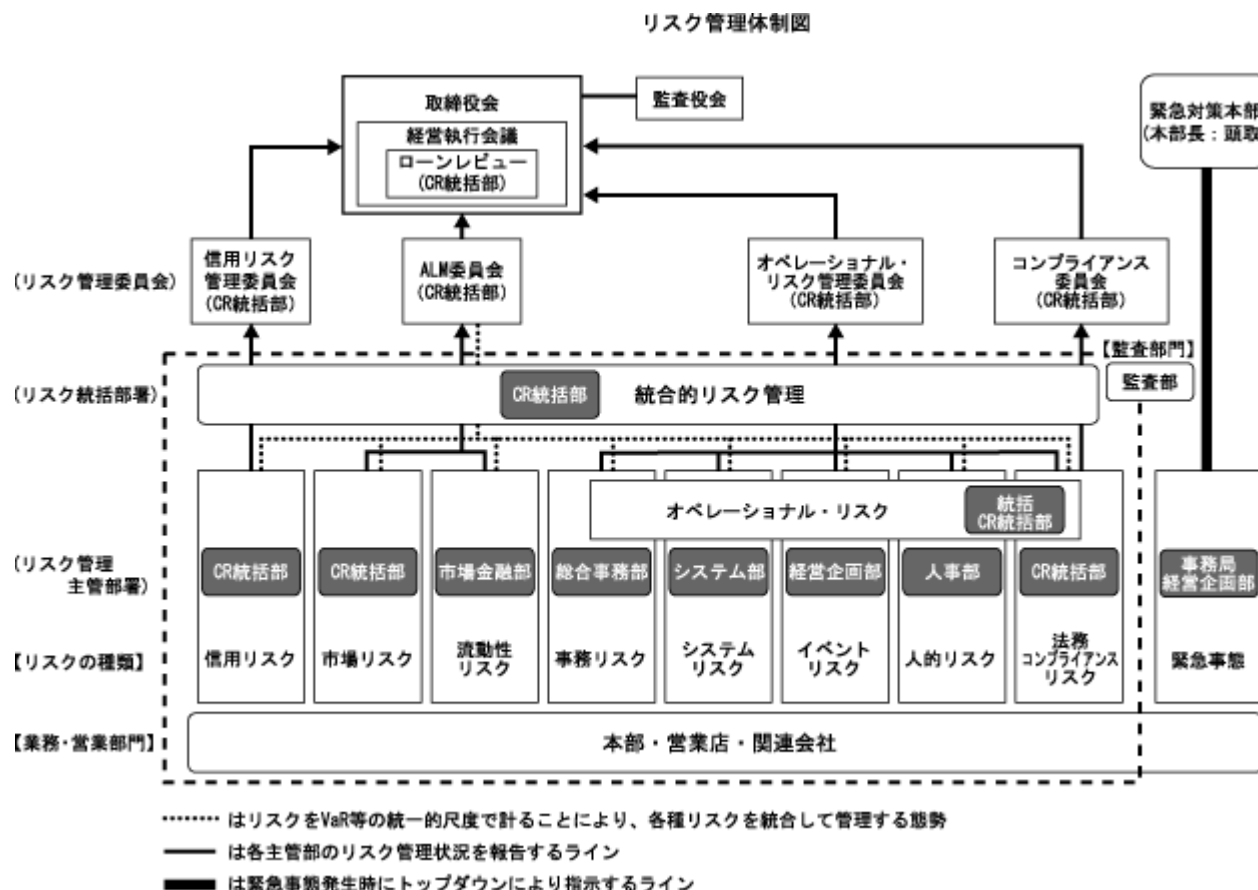 リスク管理体制図
取締役会
監査役会
緊急対策本部
(本部長：頭取
経営執行会議
ローンレビュー
(CR統括部)
(リスク管理委員会)
信用リスク
管理委員会
(CR統括部)
ALM委員会
(CR統括部)
オペレーショナル・
リスク管理委員会
(CR統括部)
コンプライアンス
委員会
(CR統括部)
【監査部門】
監査部
(リスク統括部署)
CR統括部
統合的リスク管理
オペレーショナル・リスク
統括
CR統括部
(リスク管理
主管部署)
CR統括部
CR統括部
市場金融部
総合事務部
システム部
経営企画部
人事部
CR統括部
事務局
経営企画部
【リスクの種類】
信用リスク
市場リスク
流動性
リスク
事務リスク
システム
リスク
イベント
リスク
人的リスク
法務
コンプライアンス
リスク
緊急事態
【業務・営業部門】
本部・営業店・関連会社
はリスクをVaR等の統一的尺度で計ることにより、各種リスクを統合して管理する態勢
は各主管部のリスク管理状況を報告するライン
は緊急事態発生時にトップダウンにより指示するライン